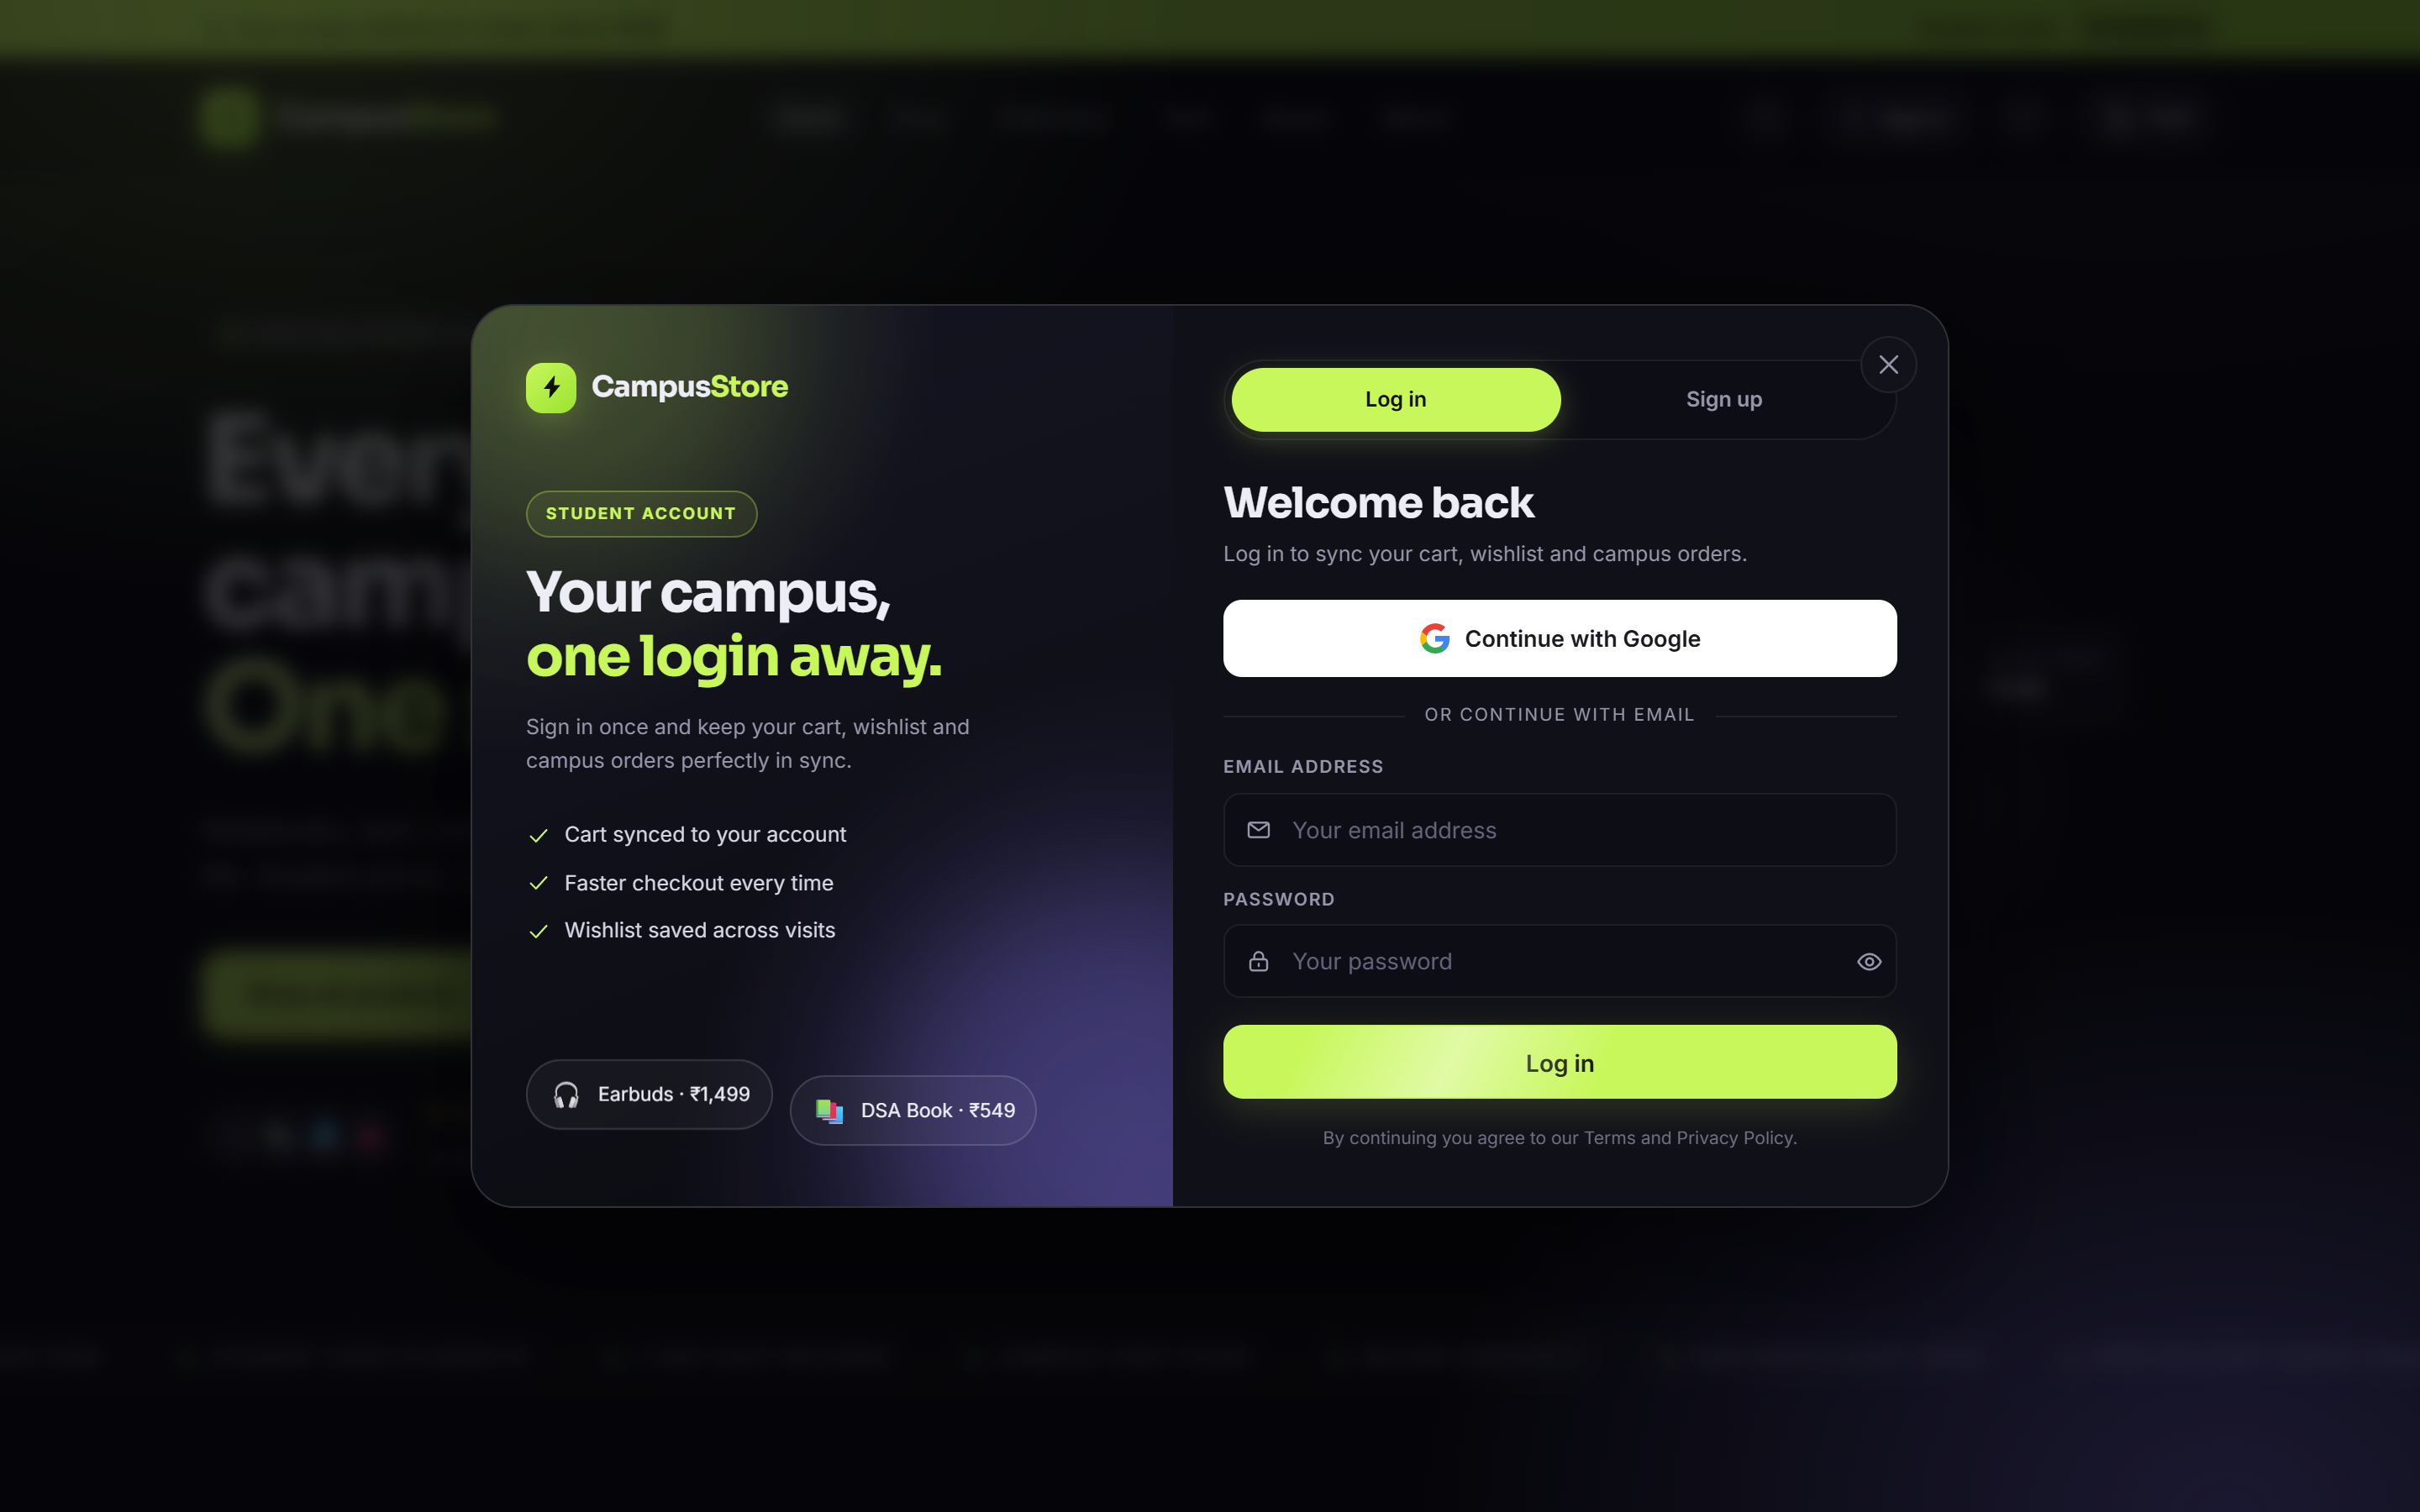 CampusStore
STUDENT ACCOUNT
Your campus,
one login away.
Sign in once and keep your cart, wishlist and
campus orders perfectly in sync.
Cart synced to your account
Faster checkout every time
Wishlist saved across visits
Earbuds · ₹1,499
DSA Book · ₹549
Log in
Sign up
Welcome back
Log in to sync your cart, wishlist and campus orders.
Continue with Google
OR CONTINUE WITH EMAIL
EMAIL ADDRESS
Your email address
PASSWORD
Your password
Log in
By continuing you agree to our Terms and Privacy Policy.
CampusStore
Every
One